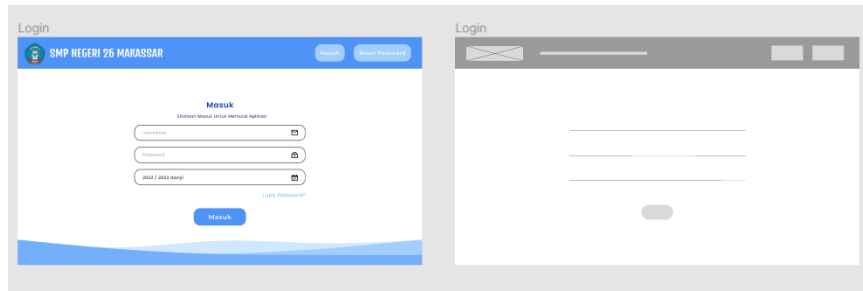 Login
Login
SMP NEGERI 26 MAKASSAR
Masuk
Reset Password
Masuk
Silahkan Masuk Untuk Memulai Aplikasi
Username
Password
2022 / 2023 Ganjil
Lupa Password?
Masuk